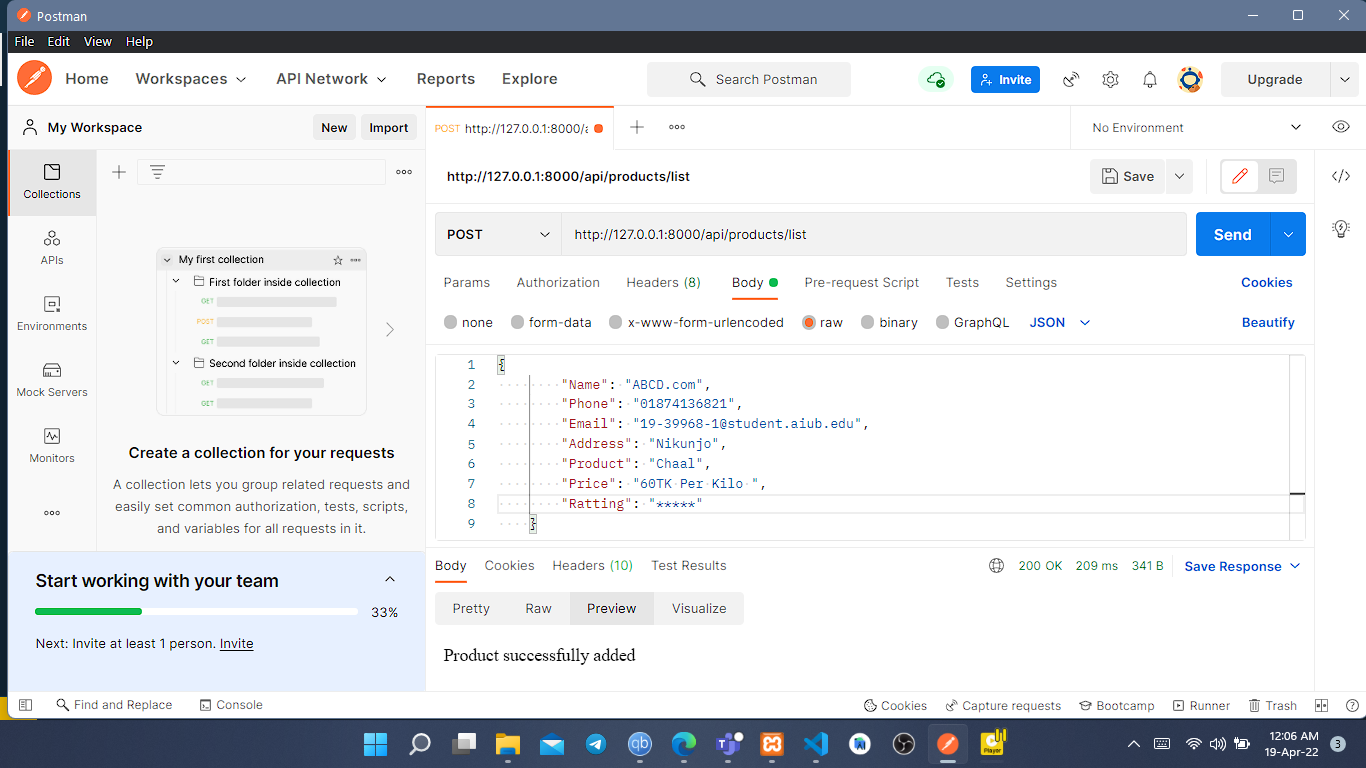 Postman
File Edit View Help
Home Workspaces API Network Reports Explore Search Postman Invite Upgrade
My Workspace New Import POST http://127.0.0.1:8000/a No Environment
Collections
http://127.0.0.1:8000/api/products/list Save
APIs
POST http://127.0.0.1:8000/api/products/list Send
Environments
Params Authorization Headers (8) Body Pre-request Script Tests Settings Cookies
Mock Servers
none form-data x-www-form-urlencoded raw binary GraphQL JSON Beautify
Monitors
My first collection
First folder inside collection
GET
POST
GET
Second folder inside collection
GET
GET
Create a collection for your requests
A collection lets you group related requests and
easily set common authorization, tests, scripts,
and variables for all requests in it.
1 {
2 "Name": "ABCD.com",
3 "Phone": "01874136821",
4 "Email": "19-39968-1@student.aiub.edu",
5 "Address": "Nikunjo",
6 "Product": "Chaal",
7 "Price": "60TK Per Kilo ",
8 "Ratting": "*****"
9 }
Start working with your team
33%
Next: Invite at least 1 person. Invite
Body Cookies Headers (10) Test Results 200 OK 209 ms 341 B Save Response
Pretty Raw Preview Visualize
Product successfully added
Find and Replace Console Cookies Capture requests Bootcamp Runner Trash
qb Player
12:06 AM
19-Apr-22 3